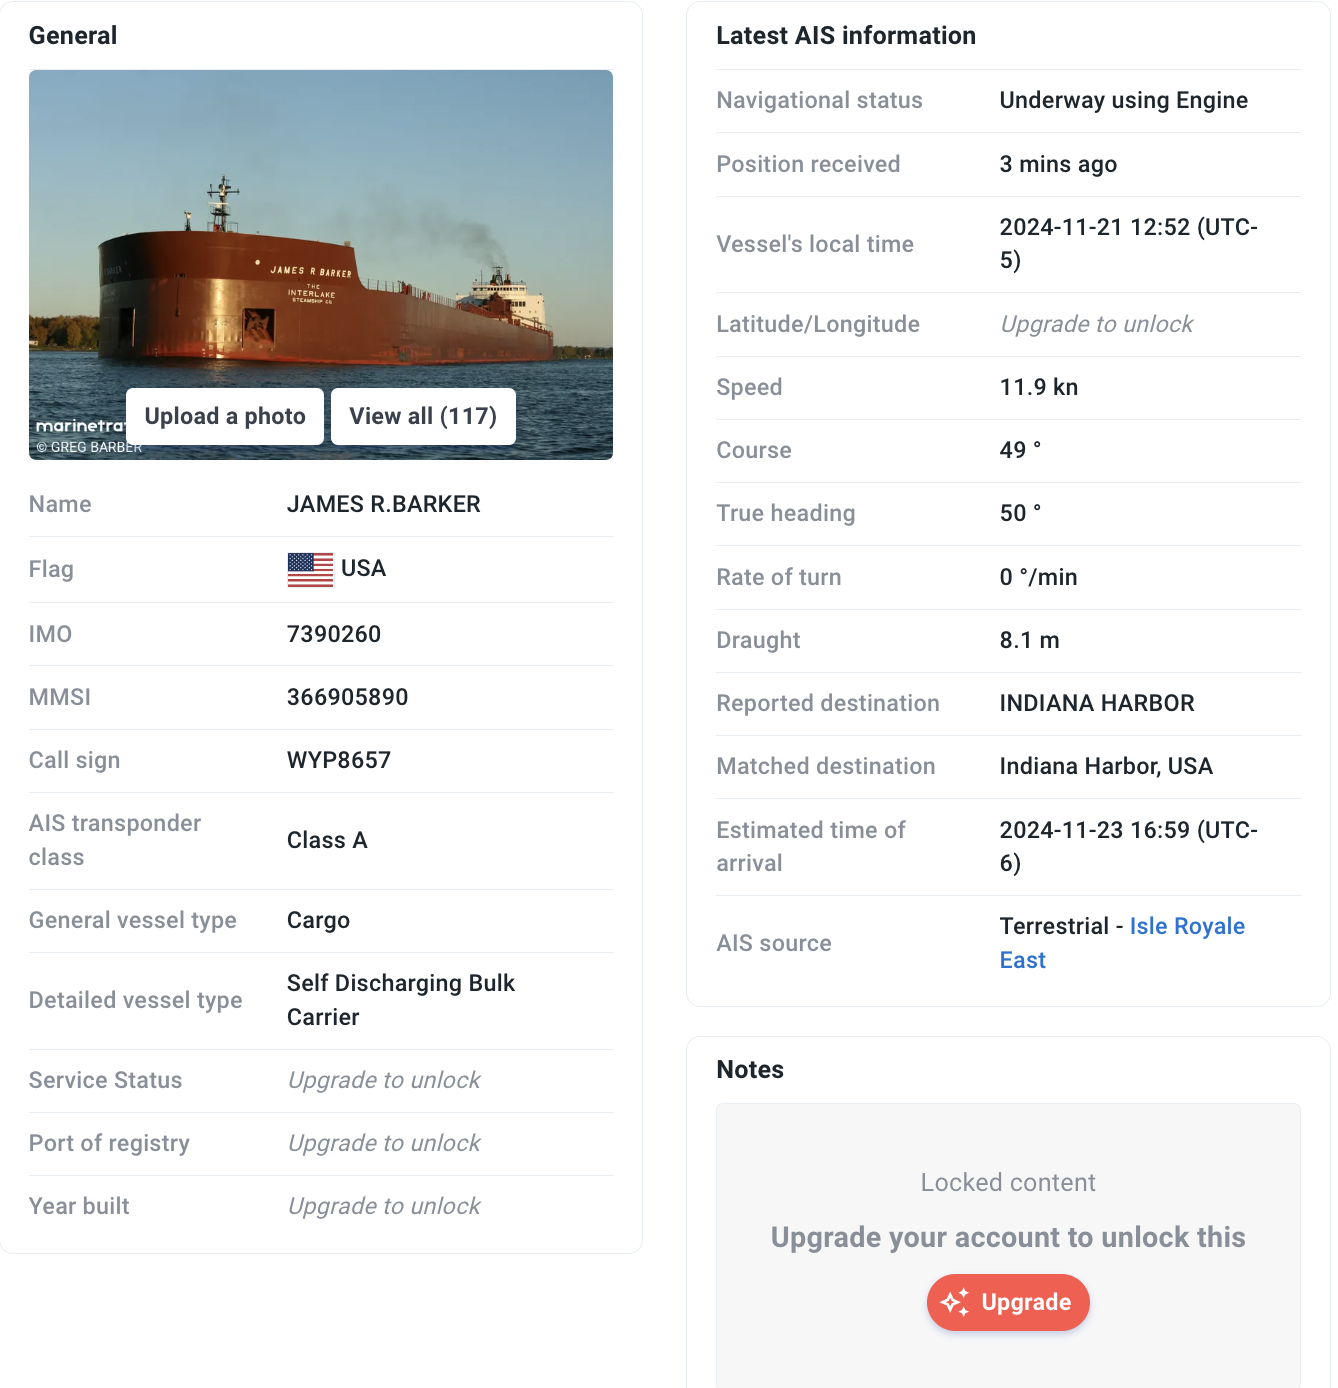 General
JAMES R BARKER
THE
INTERLAKE
STEAMSHIP CO
marinetra
© GREG BARBER
Upload a photo
View all (117)
Name JAMES R.BARKER
Flag USA
IMO 7390260
MMSI 366905890
Call sign WYP8657
AIS transponder
class
Class A
General vessel type Cargo
Detailed vessel type
Self Discharging Bulk
Carrier
Service Status Upgrade to unlock
Port of registry Upgrade to unlock
Year built Upgrade to unlock
Latest AIS information
Navigational status Underway using Engine
Position received 3 mins ago
Vessel's local time
2024-11-21 12:52 (UTC-
5)
Latitude/Longitude Upgrade to unlock
Speed 11.9 kn
Course 49 °
True heading 50 °
Rate of turn 0 °/min
Draught 8.1 m
Reported destination INDIANA HARBOR
Matched destination Indiana Harbor, USA
Estimated time of
arrival
2024-11-23 16:59 (UTC-
6)
AIS source
Terrestrial - Isle Royale
East
Notes
Locked content
Upgrade your account to unlock this
Upgrade